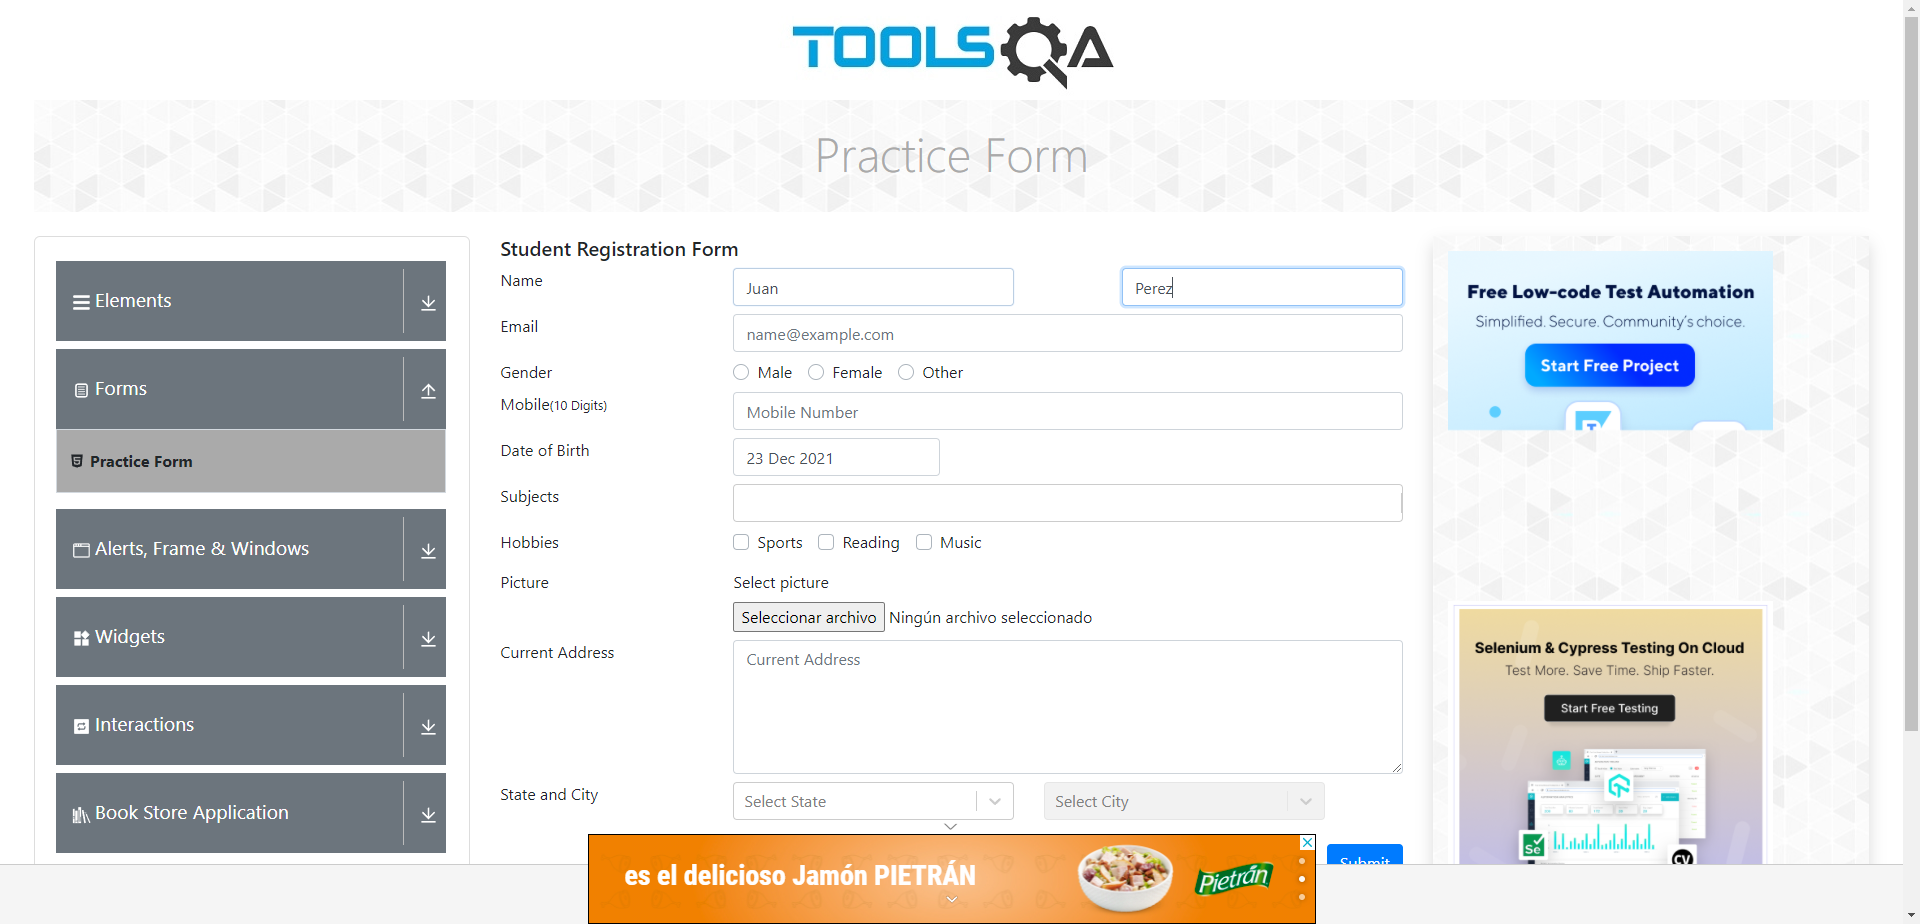 TOOLSQA
Practice Form
Elements
Forms
Practice Form
Alerts, Frame & Windows
Widgets
Interactions
Book Store Application
Student Registration Form
Name
Juan
Perez
Email
name@example.com
Gender
Male
Female
Other
Mobile(10 Digits)
Mobile Number
Date of Birth
23 Dec 2021
Subjects
Hobbies
Sports
Reading
Music
Picture
Select picture
Seleccionar archivo
Ningún archivo seleccionado
Current Address
Current Address
State and City
Select State
Select City
Submit
es el delicioso Jamón PIETRÁN
Pietrán
Free Low-code Test Automation
Simplified. Secure. Community's choice.
Start Free Project
Selenium & Cypress Testing On Cloud
Test More. Save Time. Ship Faster.
Start Free Testing
Se
CV